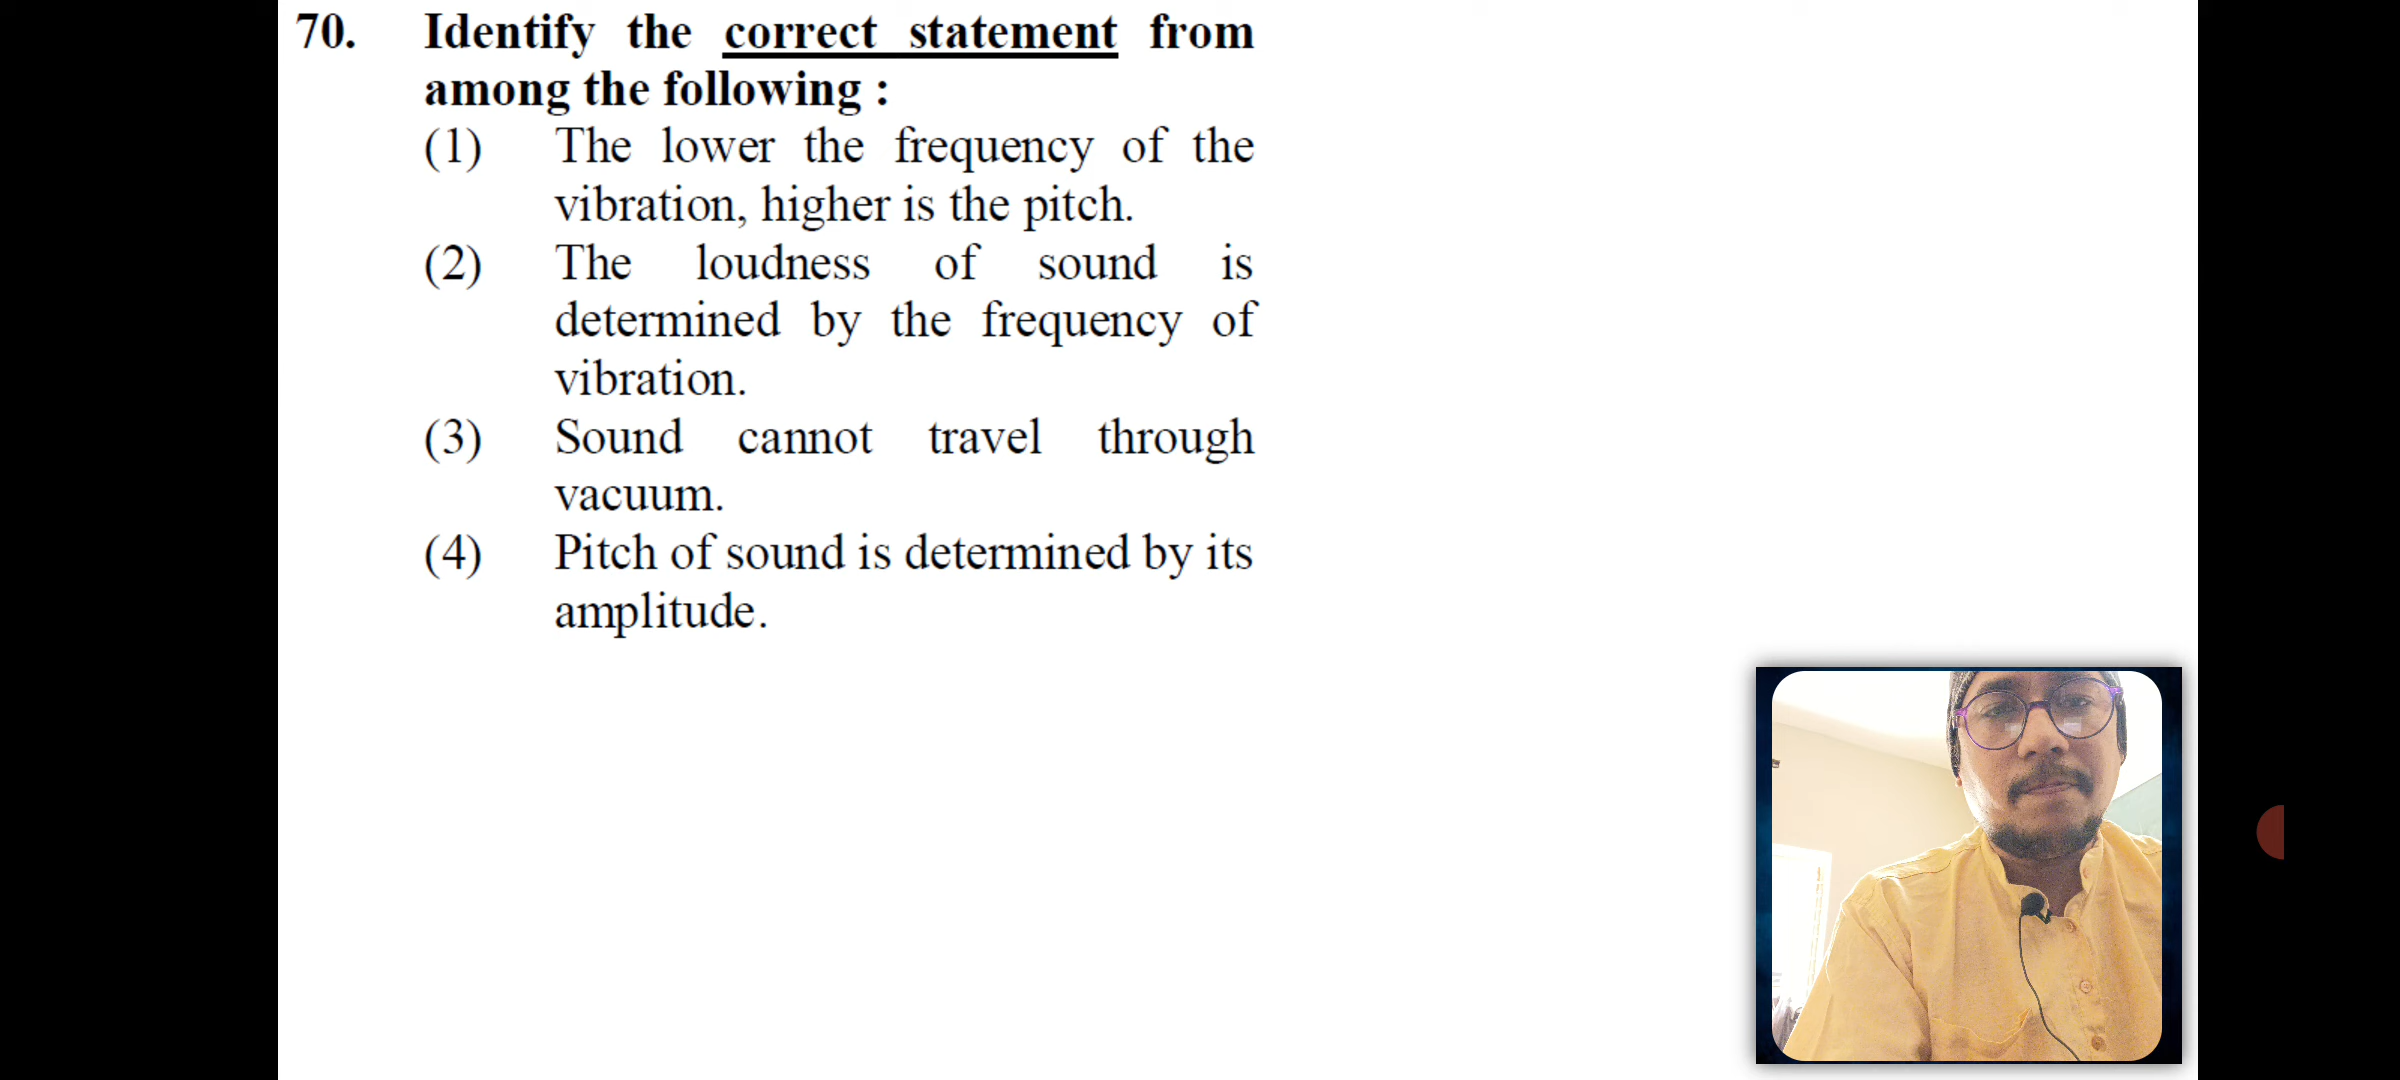 70. Identify the correct statement from
among the following :
(1) The lower the frequency of the
vibration, higher is the pitch.
(2) The loudness of sound is
determined by the frequency of
vibration.
(3) Sound cannot travel through
vacuum.
(4) Pitch of sound is determined by its
amplitude.